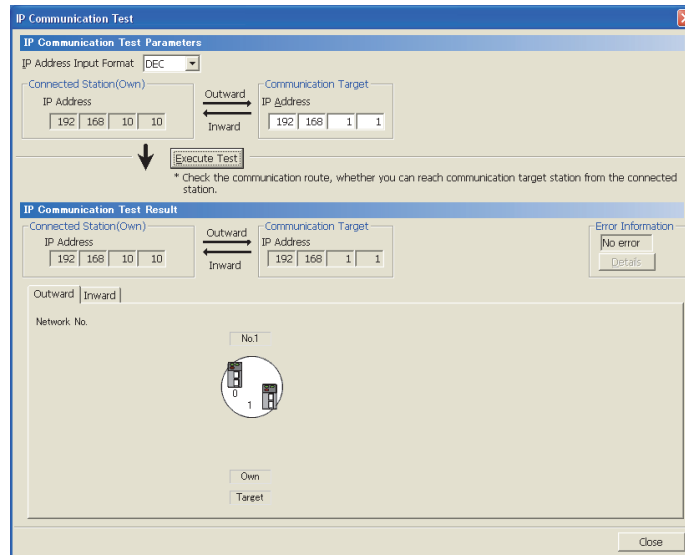 IP Communication Test
IP Communication Test Parameters
IP Address Input Format DEC
Connected Station(Own)
IP Address
192 168 10 10
Outward
Inward
Communication Target
IP Address
192 168 1 1
Execute Test
* Check the communication route, whether you can reach communication target station from the connected
station.
IP Communication Test Result
Connected Station(Own)
IP Address
192 168 10 10
Outward
Inward
Communication Target
IP Address
192 168 1 1
Error Information
No error
Details
Outward Inward
Network No.
No.1
0
1
Own
Target
Close